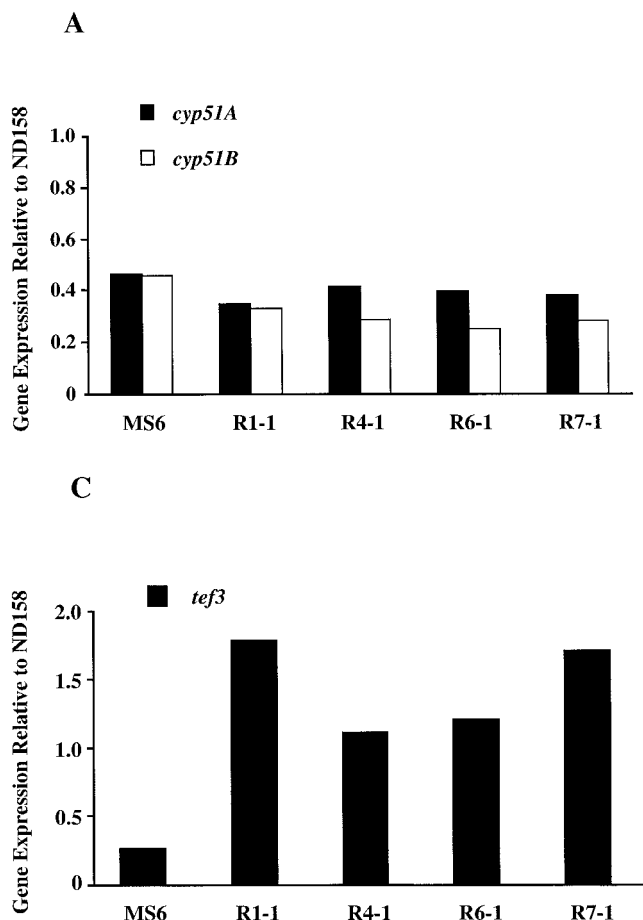 A
cyp51A
cyp51B
Gene Expression Relative to ND158
1.0
0.8
0.6
0.4
0.2
0
MS6 R1-1 R4-1 R6-1 R7-1
C
tef3
Gene Expression Relative to ND158
2.0
1.5
1.0
0.5
0
MS6 R1-1 R4-1 R6-1 R7-1